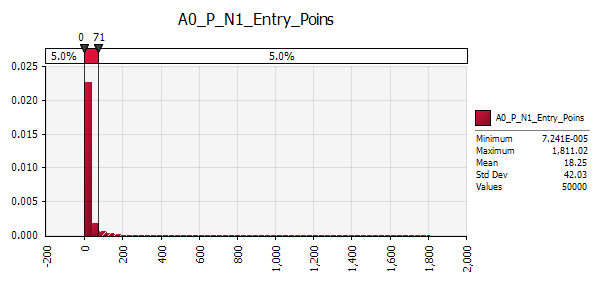 A0_P_N1_Entry_Poins
0 71
5.0% 5.0%
0.025
0.020
0.015
0.010
0.005
0.000
-200
0
200
400
600
800
1,000
1,200
1,400
1,600
1,800
2,000
A0_P_N1_Entry_Poins
Minimum 7.241E-005
Maximum 1,811.02
Mean 18.25
Std Dev 42.03
Values 50000